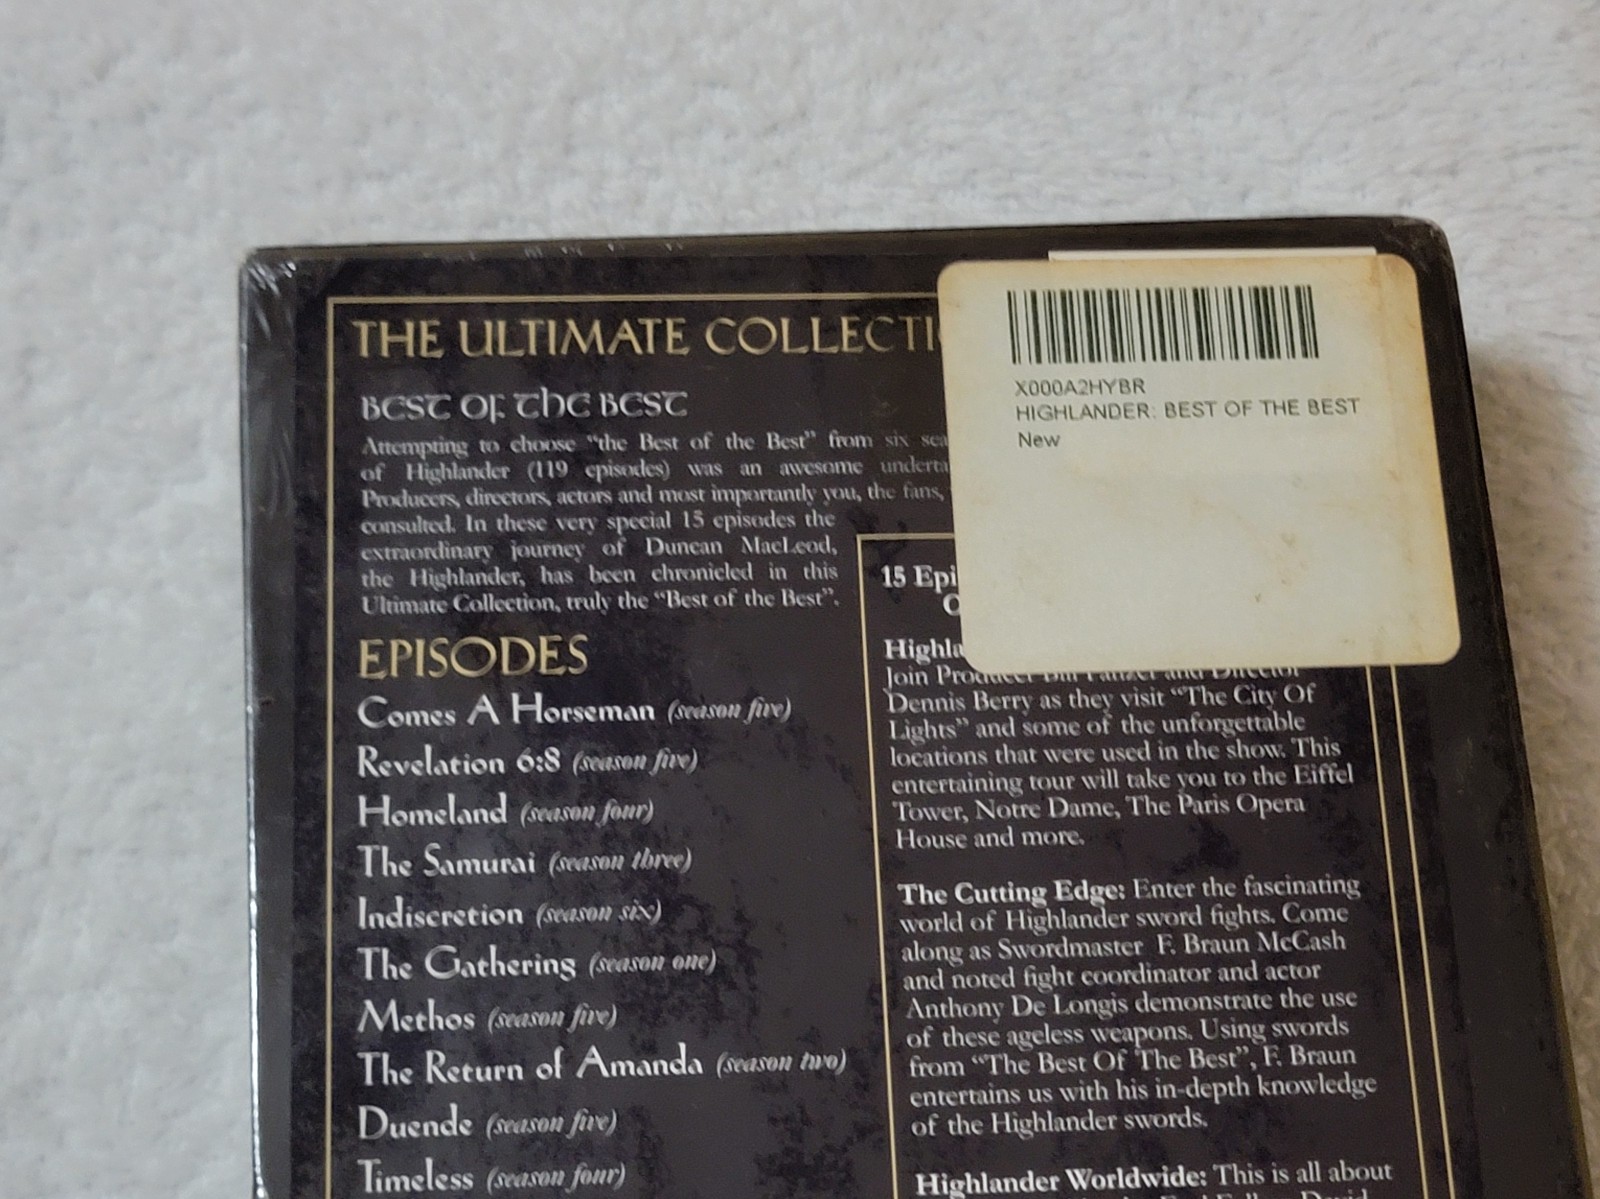 THE ULTIMATE COLLECTI
BEST OF THE BEST
Attempting to choose "the Best of the Best" from six sea
of Highlander (119 episodes) was an awesome underta
Producers, directors, actors and most importantly you, the fans,
consulted. In these very special 15 episodes the
extraordinary journey of Duncan MacLeod,
the Highlander, has been chronicled in this
Ultimate Collection, truly the "Best of the Best".
EPISODES
Comes A Horseman (season five)
Revelation 6:8 (season five)
Homeland (season four)
The Samurai (season three)
Indiscretion (season six)
The Gathering (season one)
Methos (season five)
The Return of Amanda (season two)
Duende (season five)
Timeless (season four)
X000A2HYBR
HIGHLANDER: BEST OF THE BEST
New
15 Epi
Highla
Join Producer Bill Panzer and Director
Dennis Berry as they visit "The City Of
Lights" and some of the unforgettable
locations that were used in the show. This
entertaining tour will take you to the Eiffel
Tower, Notre Dame, The Paris Opera
House and more.
The Cutting Edge: Enter the fascinating
world of Highlander sword fights. Come
along as Swordmaster F. Braun McCash
and noted fight coordinator and actor
Anthony De Longis demonstrate the use
of these ageless weapons. Using swords
from "The Best Of The Best", F. Braun
entertains us with his in-depth knowledge
of the Highlander swords.
Highlander Worldwide: This is all about